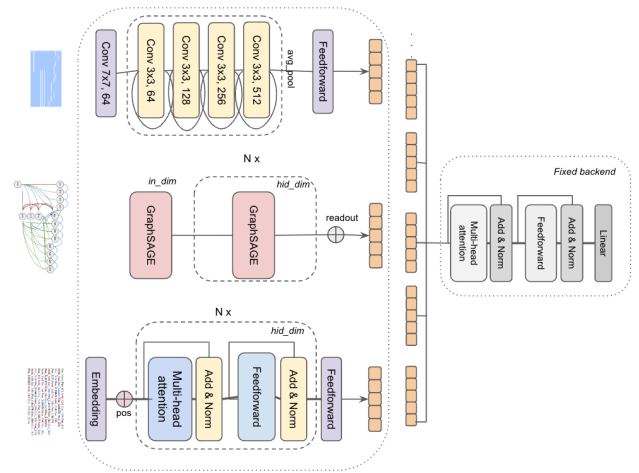 Conv 7x7, 64
Conv 3x3, 64
Conv 3x3, 128
Conv 3x3, 256
Conv 3x3, 512
avg_pool
Feedforward
N x
in_dim
hid_dim
GraphSAGE
GraphSAGE
readout
N x
hid_dim
Embedding
pos
Multi-head
attention
Add & Norm
Feedforward
Add & Norm
Feedforward
. . .
Fixed backend
Multi-head
attention
Add & Norm
Feedforward
Add & Norm
Linear